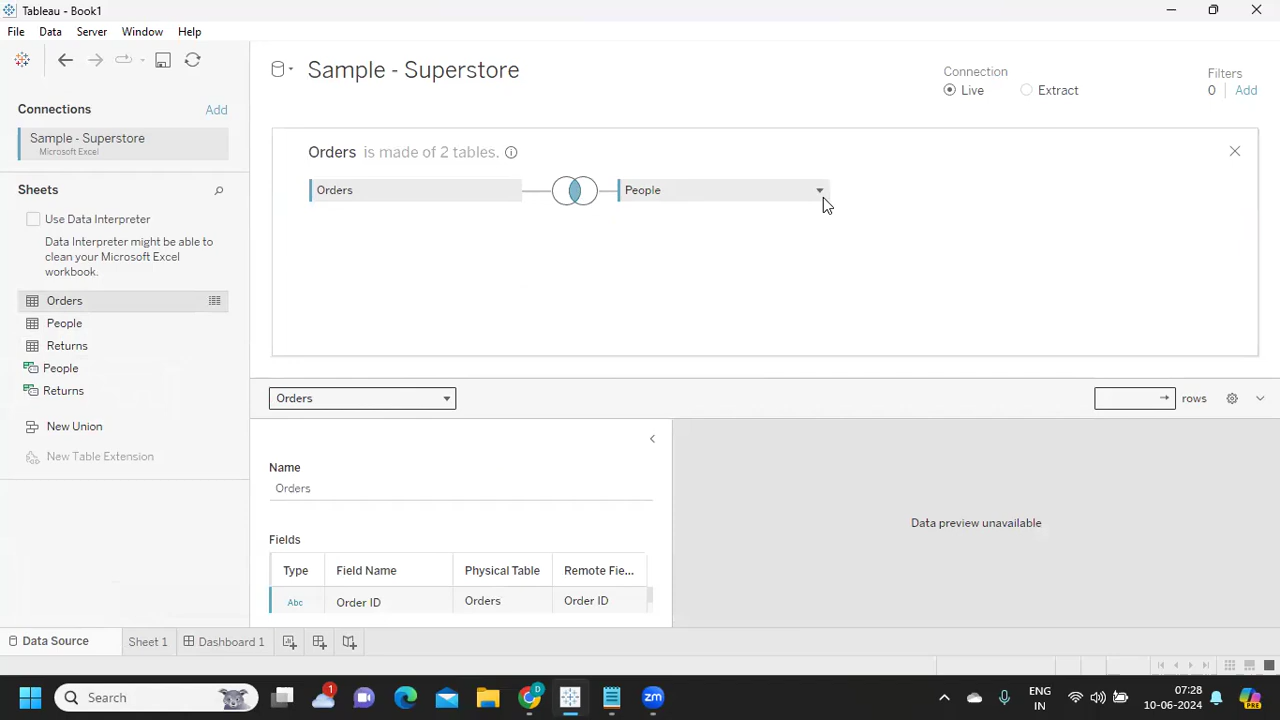 Tableau - Book1
File Data Server Window Help
Connections Add
Sample - Superstore
Microsoft Excel
Sheets
Use Data Interpreter
Data Interpreter might be able to
clean your Microsoft Excel
workbook.
Orders
People
Returns
People
Returns
New Union
New Table Extension
Sample - Superstore
Connection
Live Extract
Filters
0 Add
Orders is made of 2 tables.
Orders People
Orders rows
Name
Orders
Fields
Type Field Name Physical Table Remote Fie...
Abc Order ID Orders Order ID
Data preview unavailable
Data Source Sheet 1 Dashboard 1
Search 1 D
ENG
IN
07:28
10-06-2024
PRE